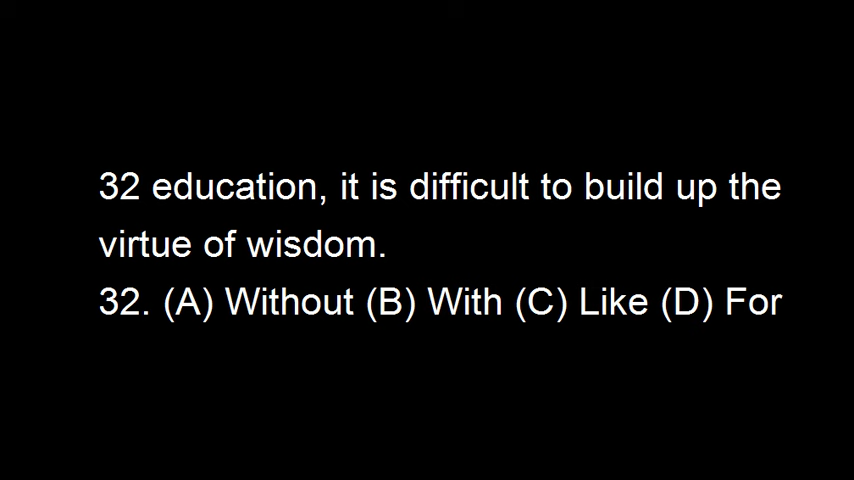 32 education, it is difficult to build up the
virtue of wisdom.
32. (A) Without (B) With (C) Like (D) For